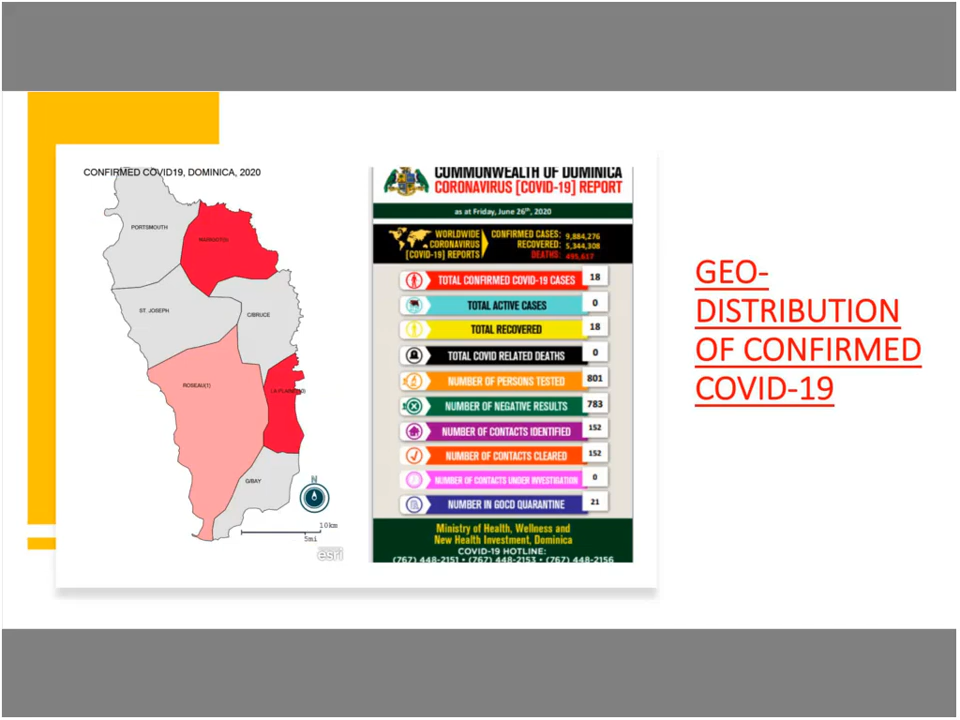 CONFIRMED COVID19, DOMINICA, 2020
PORTSMOUTH
ST. JOSEPH
C/BRUCE
ROSEAU(1)
G/BAY
N
10km
5mi
esri
COMMONWEALTH OF DOMINICA
CORONAVIRUS [COVID-19] REPORT
as at Friday, June 26th, 2020
WORLDWIDE
CORONAVIRUS
[COVID-19] REPORTS
CONFIRMED CASES: 9,884,276
RECOVERED: 5,344,308
DEATHS: 495,617
TOTAL CONFIRMED COVID-19 CASES 18
TOTAL ACTIVE CASES 0
TOTAL RECOVERED 18
TOTAL COVID RELATED DEATHS 0
NUMBER OF PERSONS TESTED 801
NUMBER OF NEGATIVE RESULTS 783
NUMBER OF CONTACTS IDENTIFIED 152
NUMBER OF CONTACTS CLEARED 152
NUMBER OF CONTACTS UNDER INVESTIGATION 0
NUMBER IN GOCD QUARANTINE 21
Ministry of Health, Wellness and
New Health Investment, Dominica
COVID-19 HOTLINE:
(767) 448-2151 • (767) 448-2153 • (767) 448-2156
GEO-
DISTRIBUTION
OF CONFIRMED
COVID-19